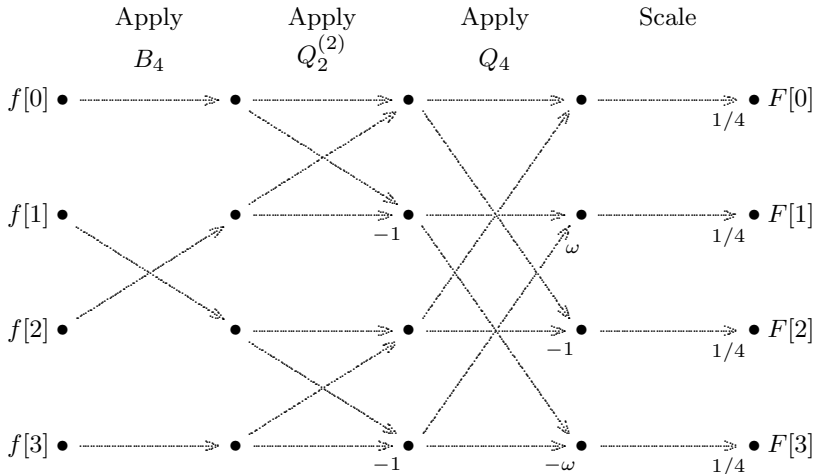 Apply Apply Apply Scale
B_4 Q_2^{(2)} Q_4
f[0] 1/4 F[0]
f[1] -1 ω 1/4 F[1]
f[2] -1 1/4 F[2]
f[3] -1 -ω 1/4 F[3]